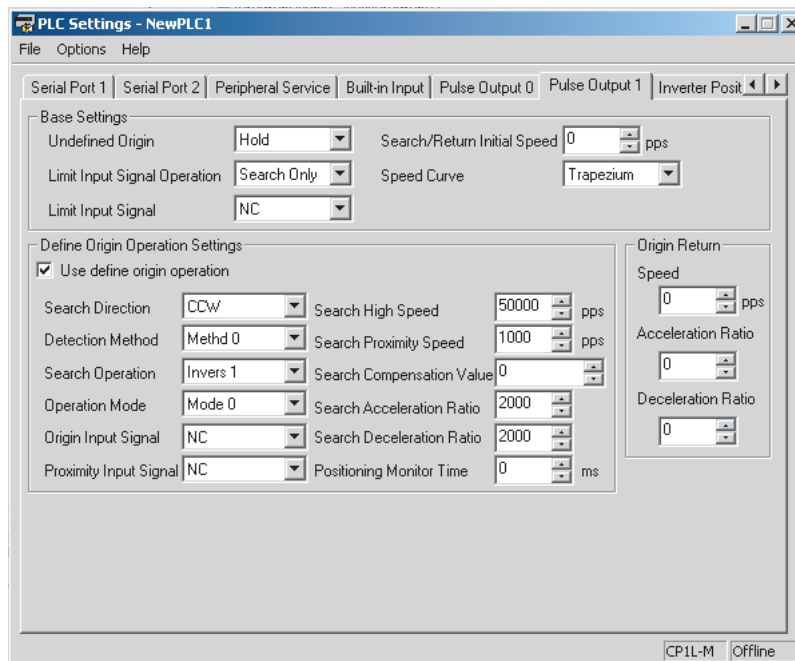 PLC Settings - NewPLC1
File Options Help
Serial Port 1 Serial Port 2 Peripheral Service Built-in Input Pulse Output 0 Pulse Output 1 Inverter Posit
Base Settings
Undefined Origin Hold Search/Return Initial Speed 0 pps
Limit Input Signal Operation Search Only Speed Curve Trapezium
Limit Input Signal NC
Define Origin Operation Settings
Use define origin operation
Search Direction CCW Search High Speed 50000 pps
Detection Method Methd 0 Search Proximity Speed 1000 pps
Search Operation Invers 1 Search Compensation Value 0
Operation Mode Mode 0 Search Acceleration Ratio 2000
Origin Input Signal NC Search Deceleration Ratio 2000
Proximity Input Signal NC Positioning Monitor Time 0 ms
Origin Return
Speed
0 pps
Acceleration Ratio
0
Deceleration Ratio
0
CP1L-M Offline